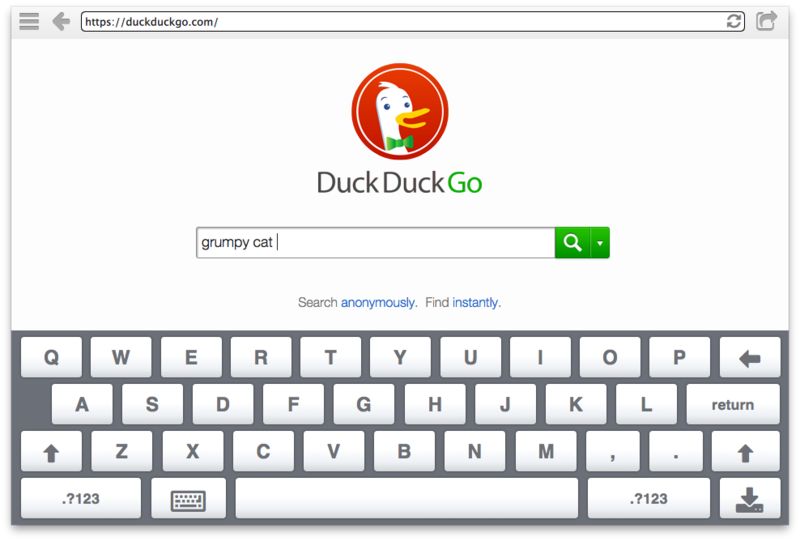 https://duckduckgo.com/
DuckDuckGo
grumpy cat
Search anonymously. Find instantly.
Q W E R T Y U I O P
A S D F G H J K L return
Z X C V B N M , .
.?123 .?123